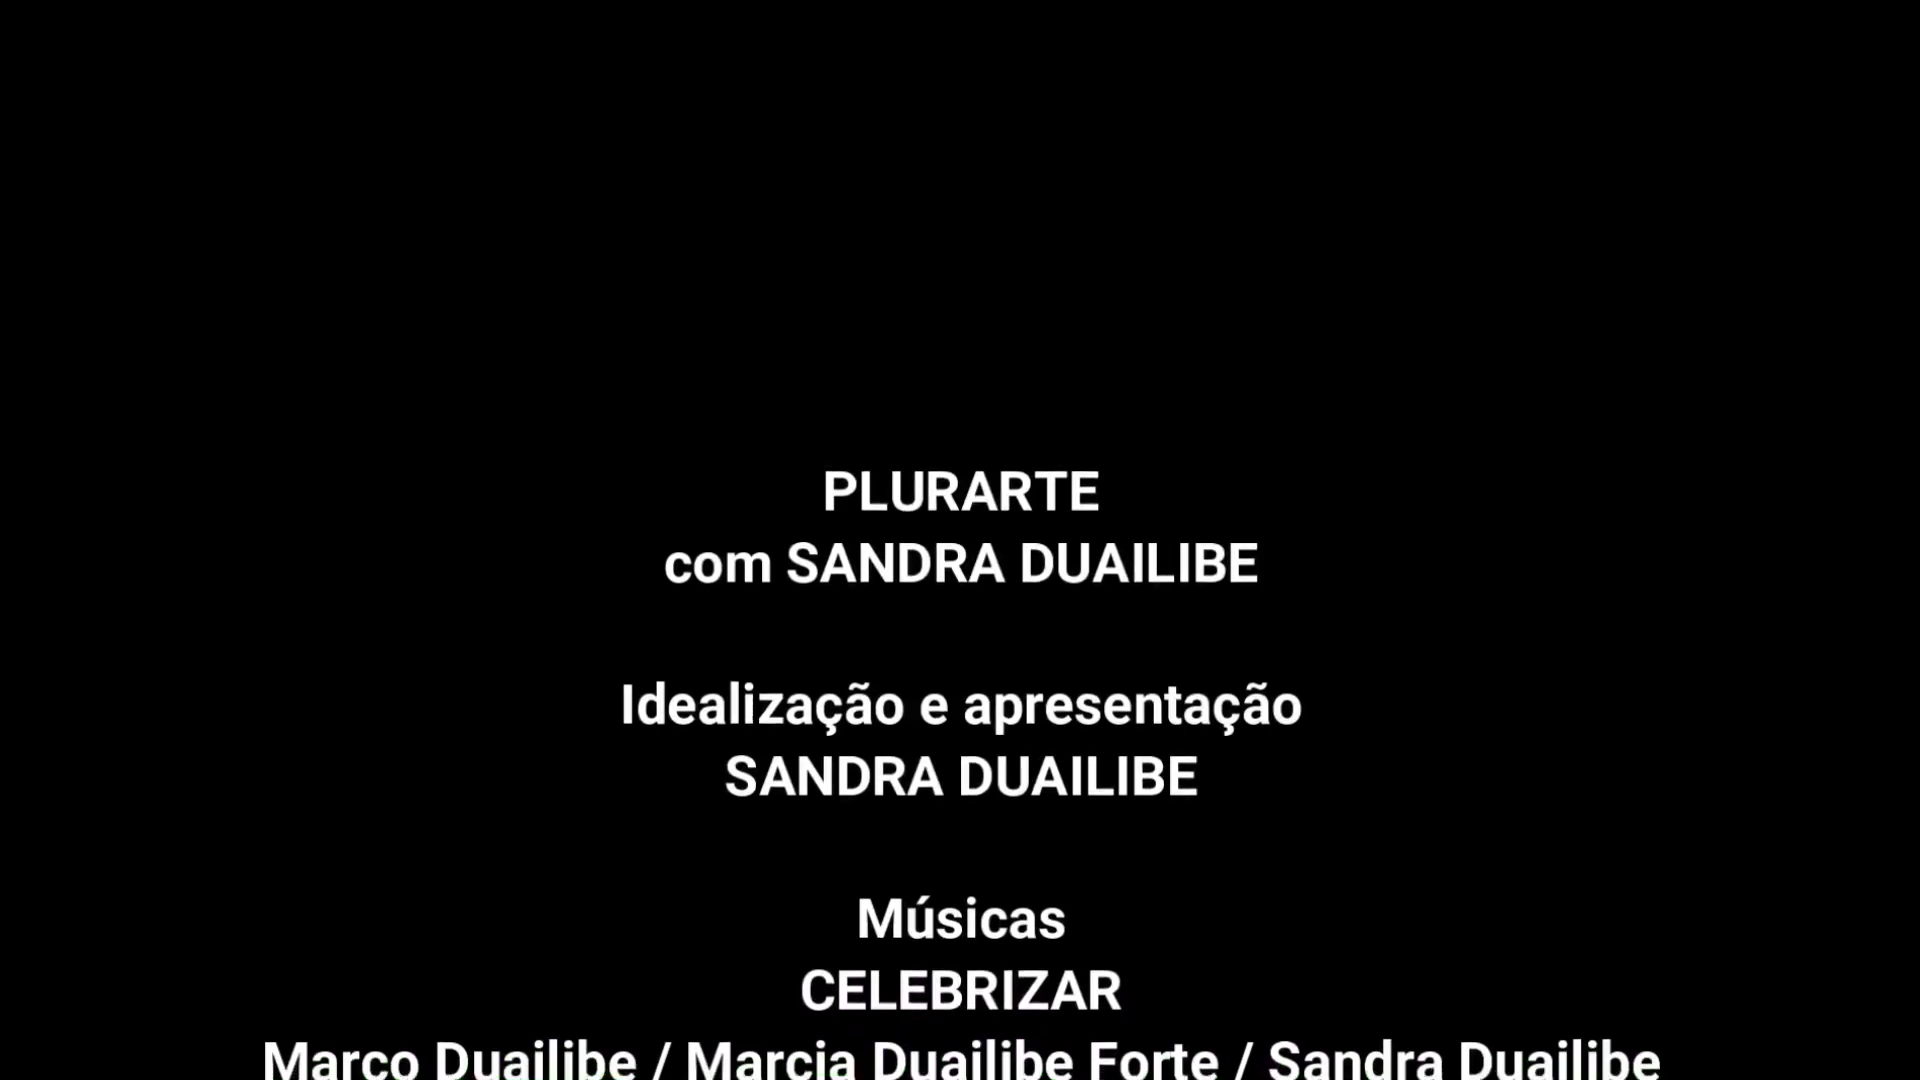 PLURARTE
com SANDRA DUAILIBE
Idealização e apresentação
SANDRA DUAILIBE
Músicas
CELEBRIZAR
Marco Duailibe / Marcia Duailibe Forte / Sandra Duailibe